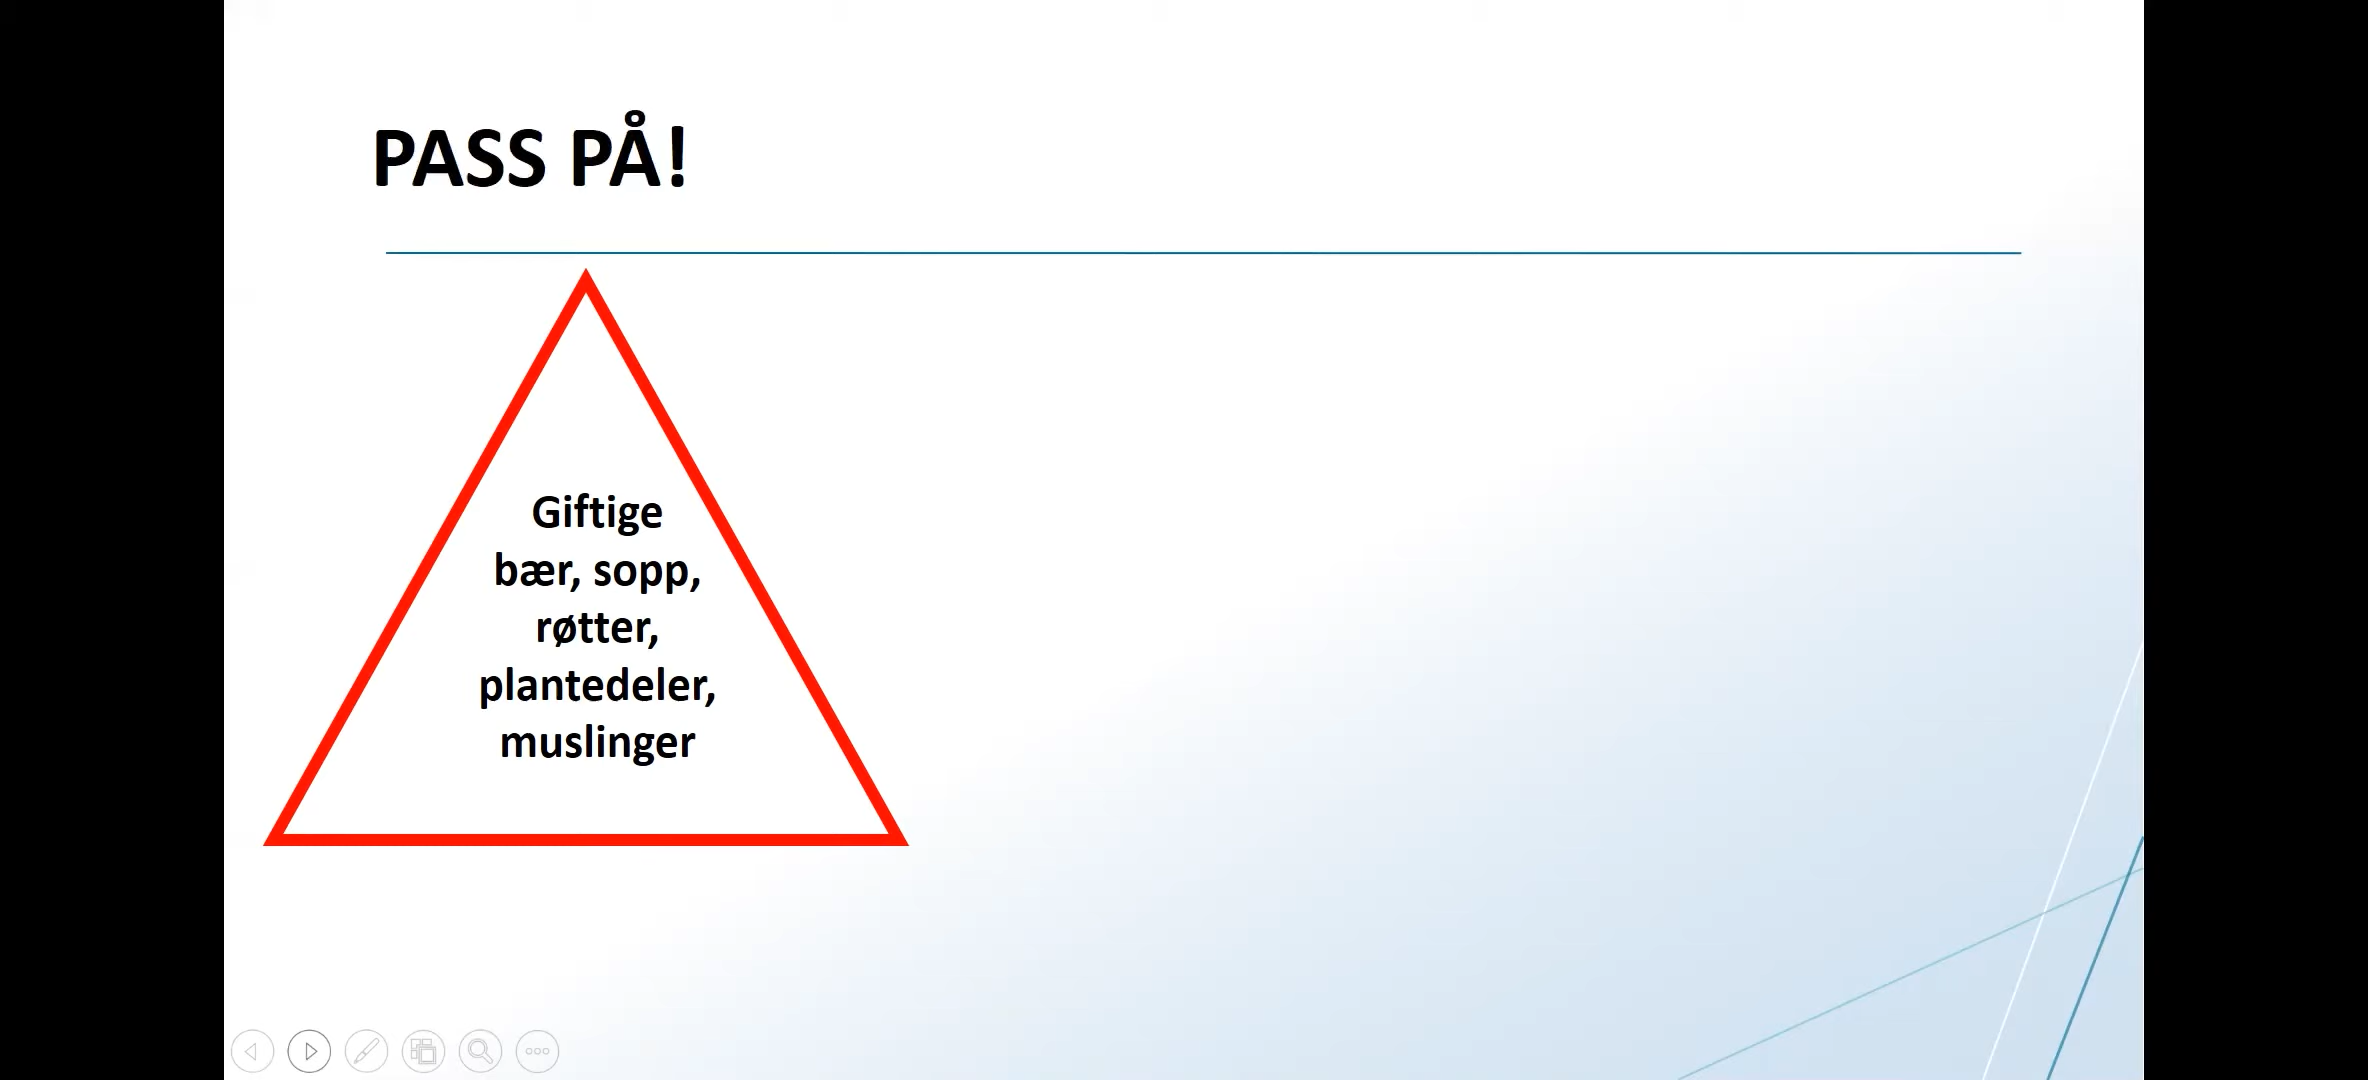 PASS PÅ!
Giftige
bær, sopp,
røtter,
plantedeler,
muslinger